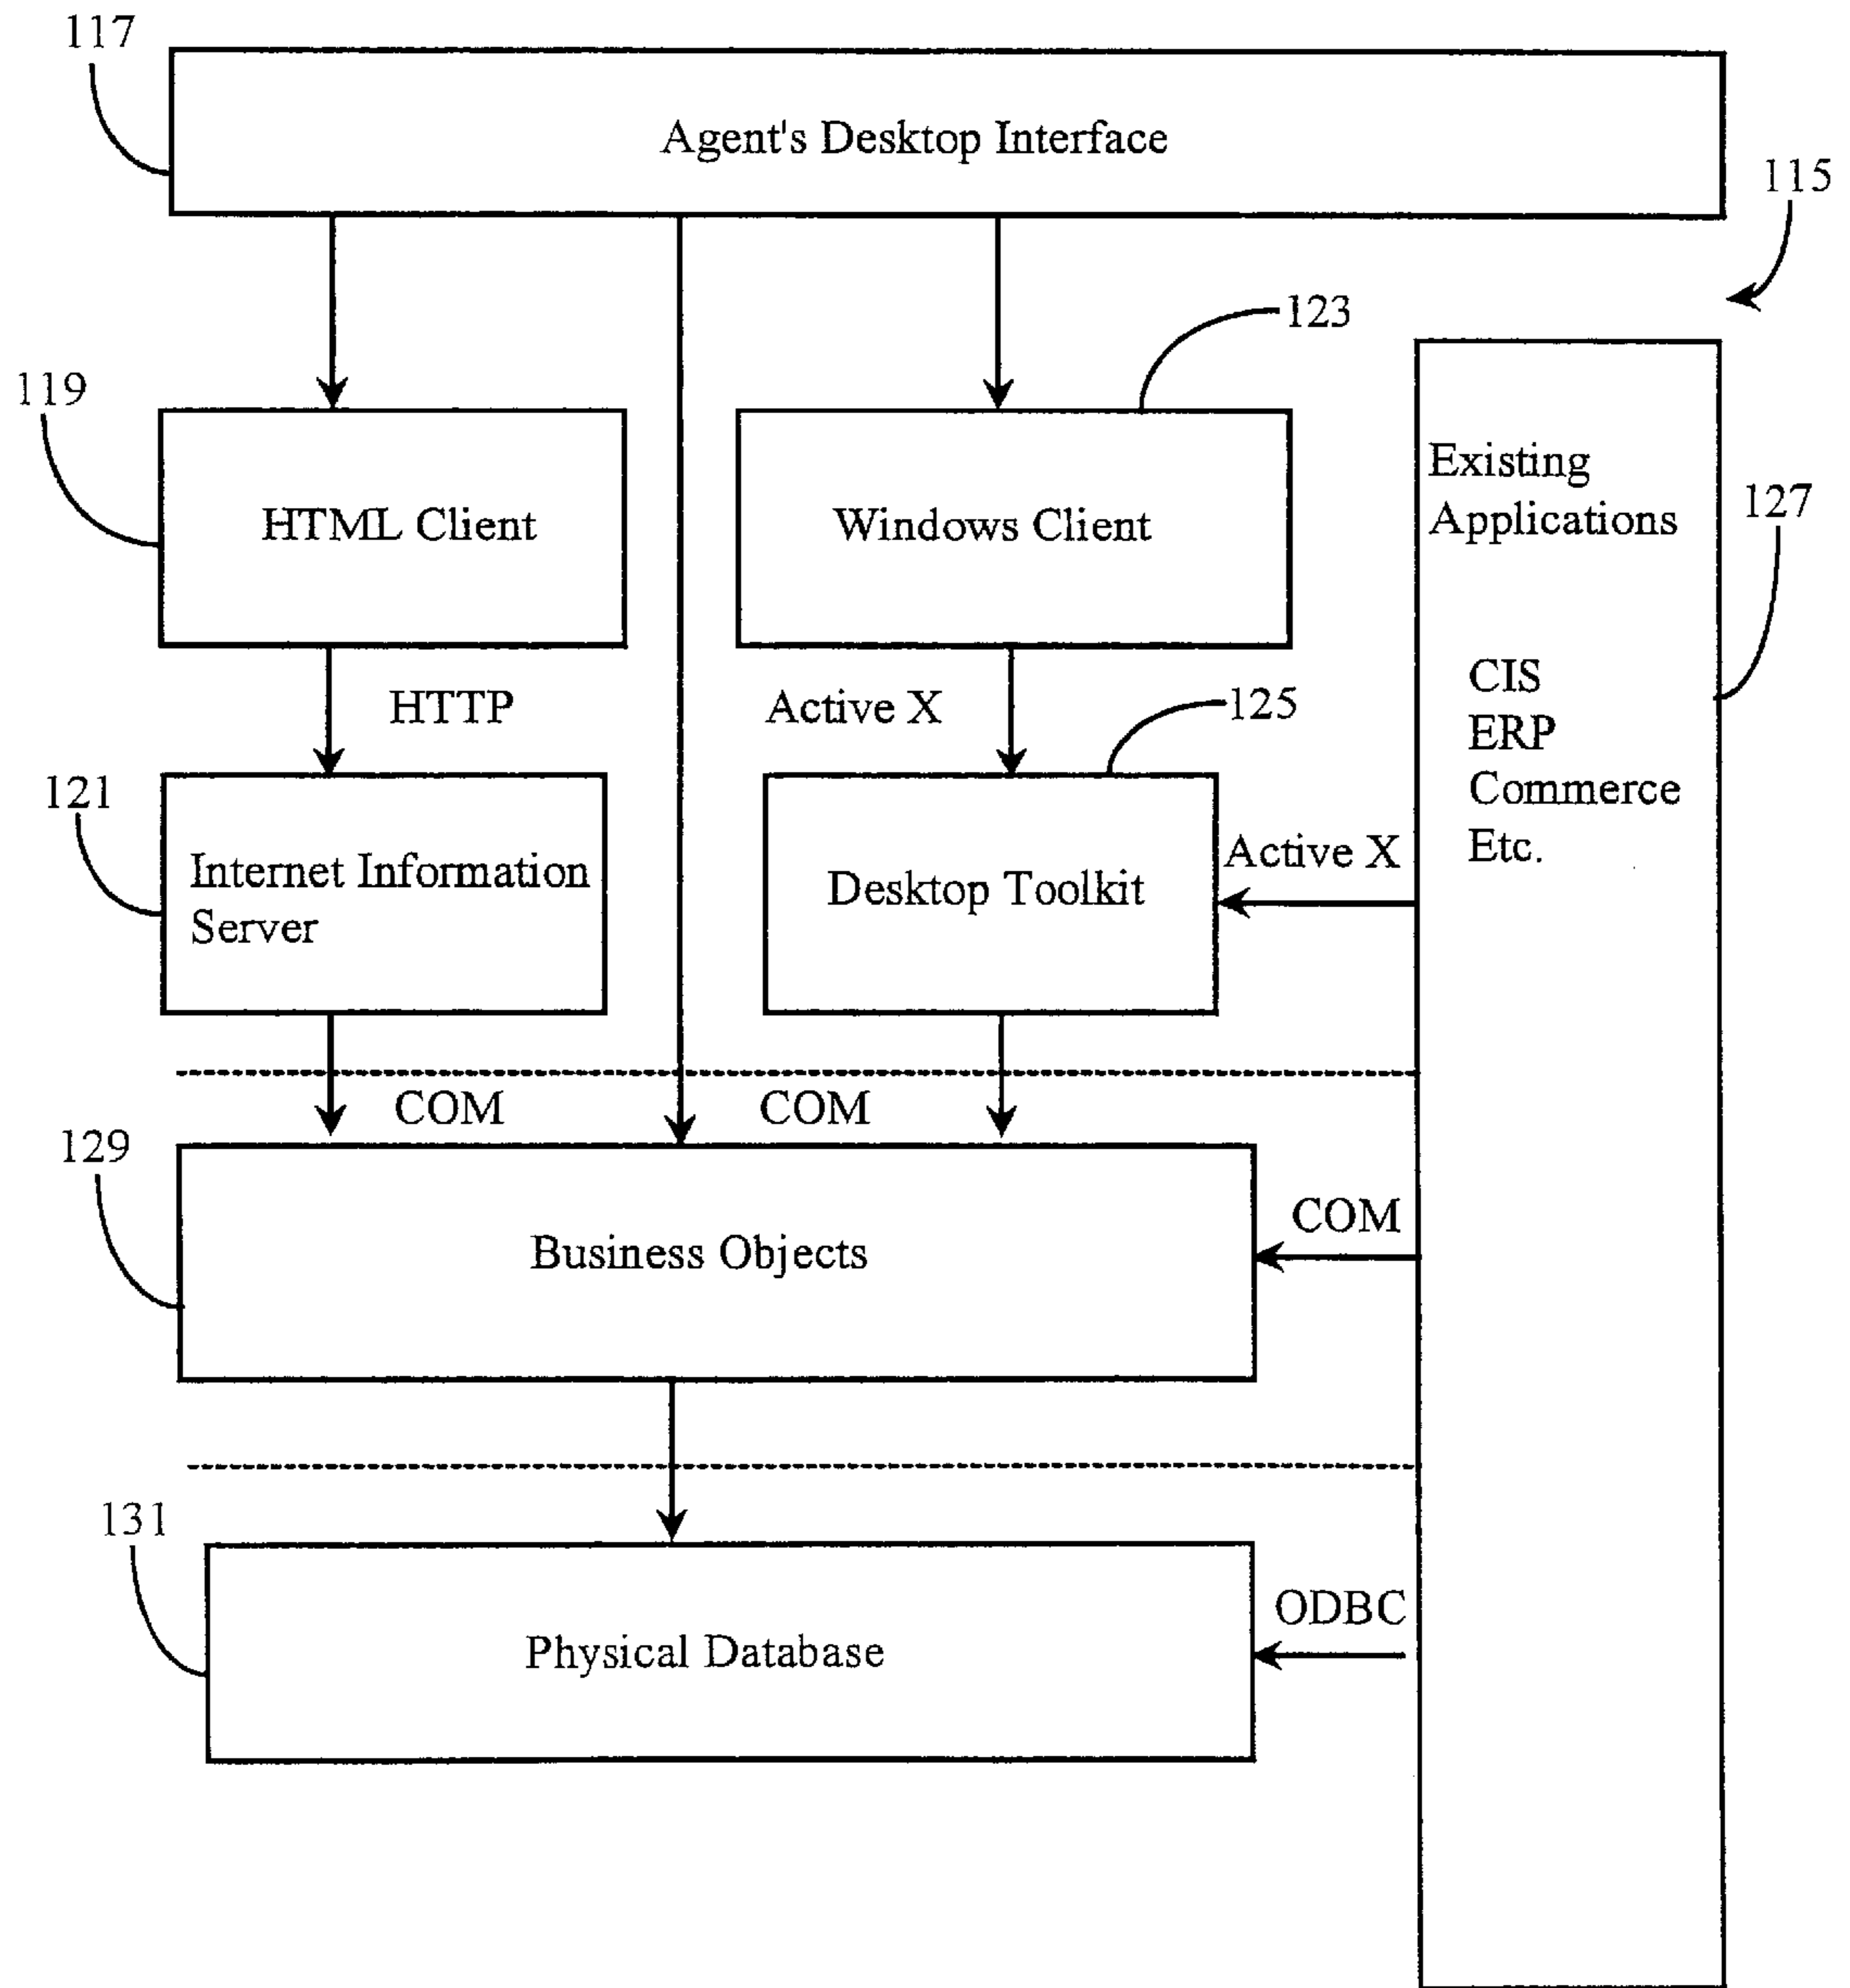 117
Agent's Desktop Interface
115
123
119
HTML Client
Windows Client
Existing
Applications
127
CIS
ERP
Commerce
Etc.
HTTP
Active X
125
121
Internet Information
Server
Desktop Toolkit
Active X
COM
COM
129
Business Objects
COM
131
Physical Database
ODBC